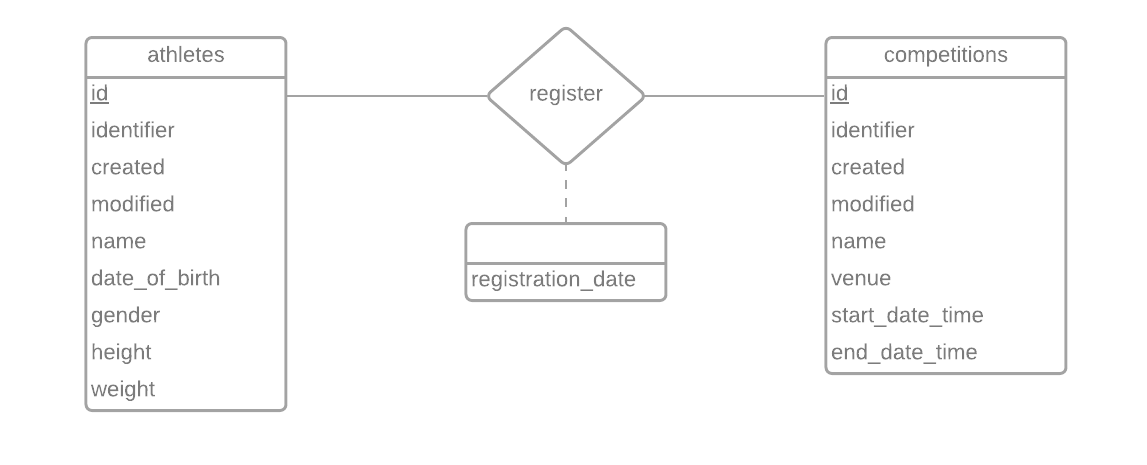 athletes
id
identifier
created
modified
name
date_of_birth
gender
height
weight
register
registration_date
competitions
id
identifier
created
modified
name
venue
start_date_time
end_date_time